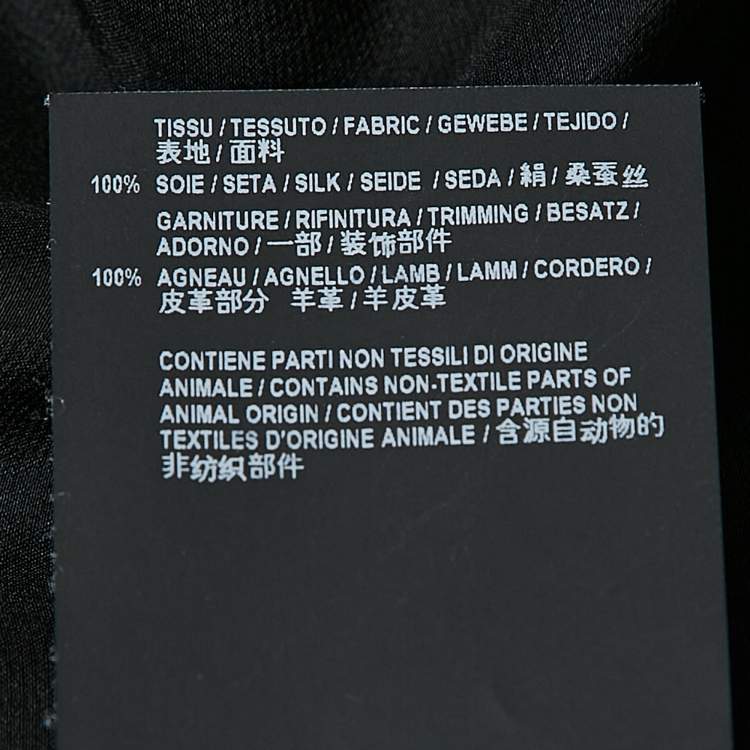 TISSU / TESSUTO / FABRIC / GEWEBE / TEJIDO /
表地 / 面料
100% SOIE / SETA / SILK / SEIDE / SEDA / 絹 / 桑蚕丝
GARNITURE / RIFINITURA / TRIMMING / BESATZ /
ADORNO / 一部 / 装饰部件
100% AGNEAU / AGNELLO / LAMB / LAMM / CORDERO /
皮革部分 羊革 / 羊皮革
CONTIENE PARTI NON TESSILI DI ORIGINE
ANIMALE / CONTAINS NON-TEXTILE PARTS OF
ANIMAL ORIGIN / CONTIENT DES PARTIES NON
TEXTILES D'ORIGINE ANIMALE / 含源自动物的
非纺织部件